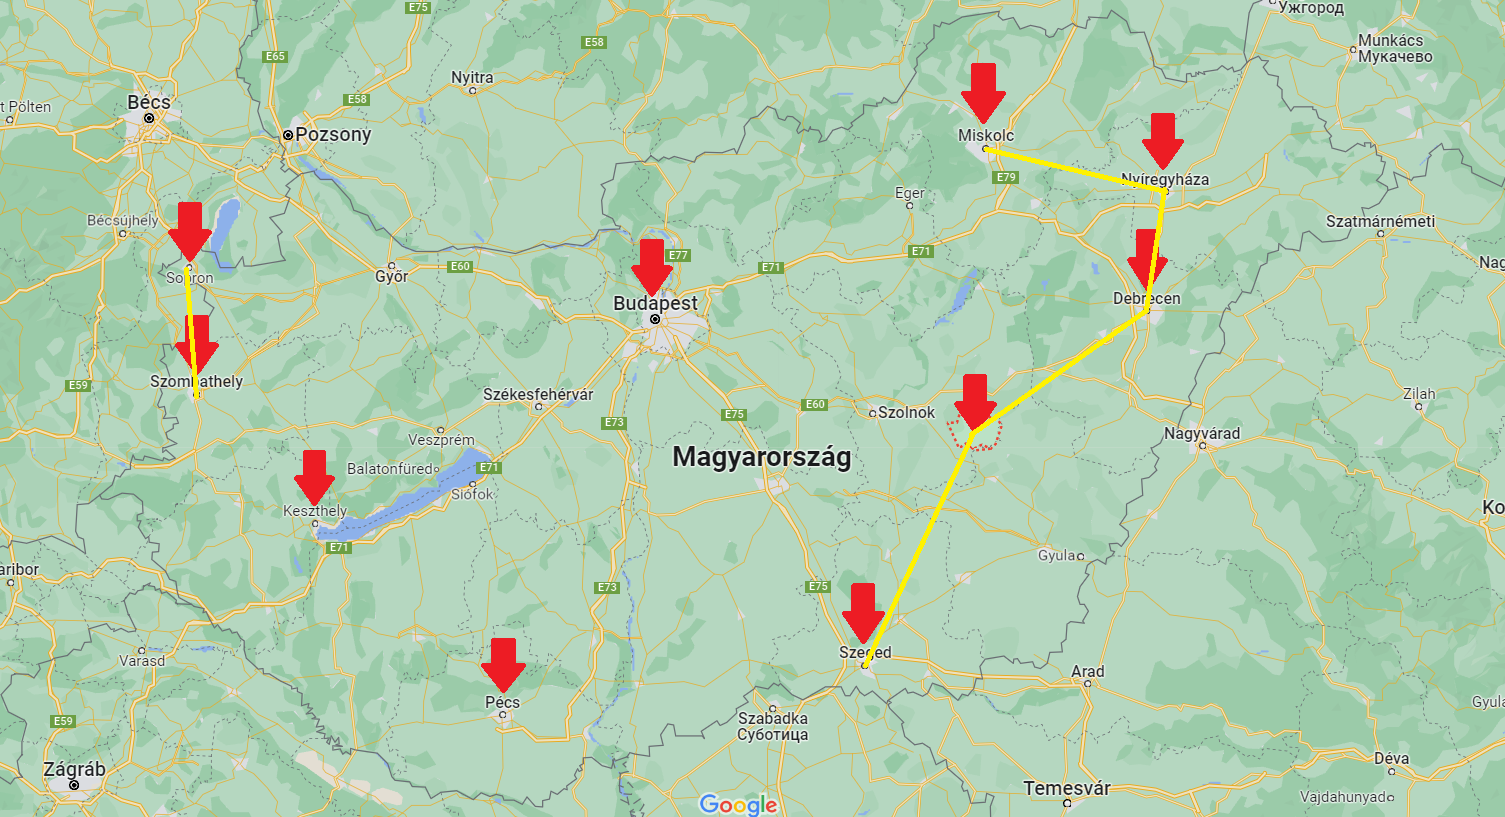 E75
Ужгород
E58
Munkács
Мукачево
E65
Nyitra
Bécs
E58
t Pölten
Pozsony
Miskolc
E79
Nyíregyháza
Eger
Bécsújhely
Szatmárnémeti
E77
E71
E71
Nag
E60
Győr
Sopron
Budapest
Debrecen
E59
Szombathely
Székesfehérvár
E60
Zilah
E75
Szolnok
E73
Nagyvárad
Veszprém
Magyarország
Balatonfüred
E71
Siófok
Keszthely
Ko
E71
Gyula
aribor
E73
E75
Szeged
Varasd
Arad
Pécs
Gyula
E59
Szabadka
Суботица
Déva
Zágráb
Temesvár
Vajdahunyad
Google